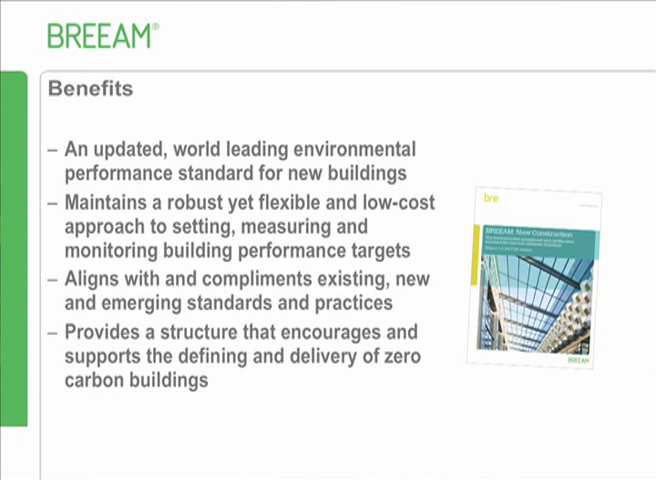 BREEAM®
Benefits
– An updated, world leading environmental
performance standard for new buildings
– Maintains a robust yet flexible and low-cost
approach to setting, measuring and
monitoring building performance targets
– Aligns with and compliments existing, new
and emerging standards and practices
– Provides a structure that encourages and
supports the defining and delivery of zero
carbon buildings
bre
BREEAM New Construction
BREEAM